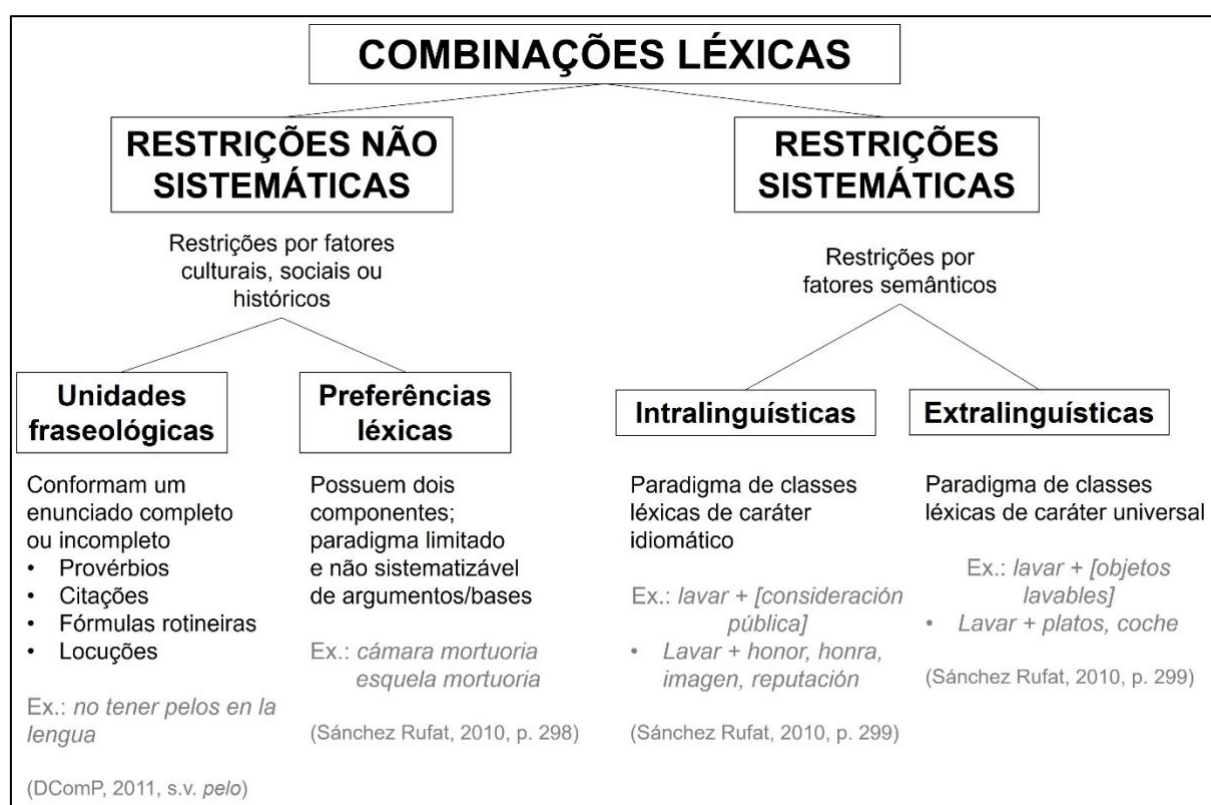 COMBINAÇÕES LÉXICAS
RESTRIÇÕES NÃO
SISTEMÁTICAS
Restrições por fatores
culturais, sociais ou
históricos
Unidades
fraseológicas
Conformam um
enunciado completo
ou incompleto
• Provérbios
• Citações
• Fórmulas rotineiras
• Locuções
Ex.: no tener pelos en la
lengua
(DComP, 2011, s.v. pelo)
Preferências
léxicas
Possuem dois
componentes;
paradigma limitado
e não sistematizável
de argumentos/bases
Ex.: cámara mortuoria
esquela mortuoria
(Sánchez Rufat, 2010, p. 298)
RESTRIÇÕES
SISTEMÁTICAS
Restrições por
fatores semânticos
Intralinguísticas
Paradigma de classes
léxicas de caráter
idiomático
Ex.: lavar + [consideración
pública]
• Lavar + honor, honra,
imagen, reputación
(Sánchez Rufat, 2010, p. 299)
Extralinguísticas
Paradigma de classes
léxicas de caráter universal
Ex.: lavar + [objetos
lavables]
• Lavar + platos, coche
(Sánchez Rufat, 2010, p. 299)